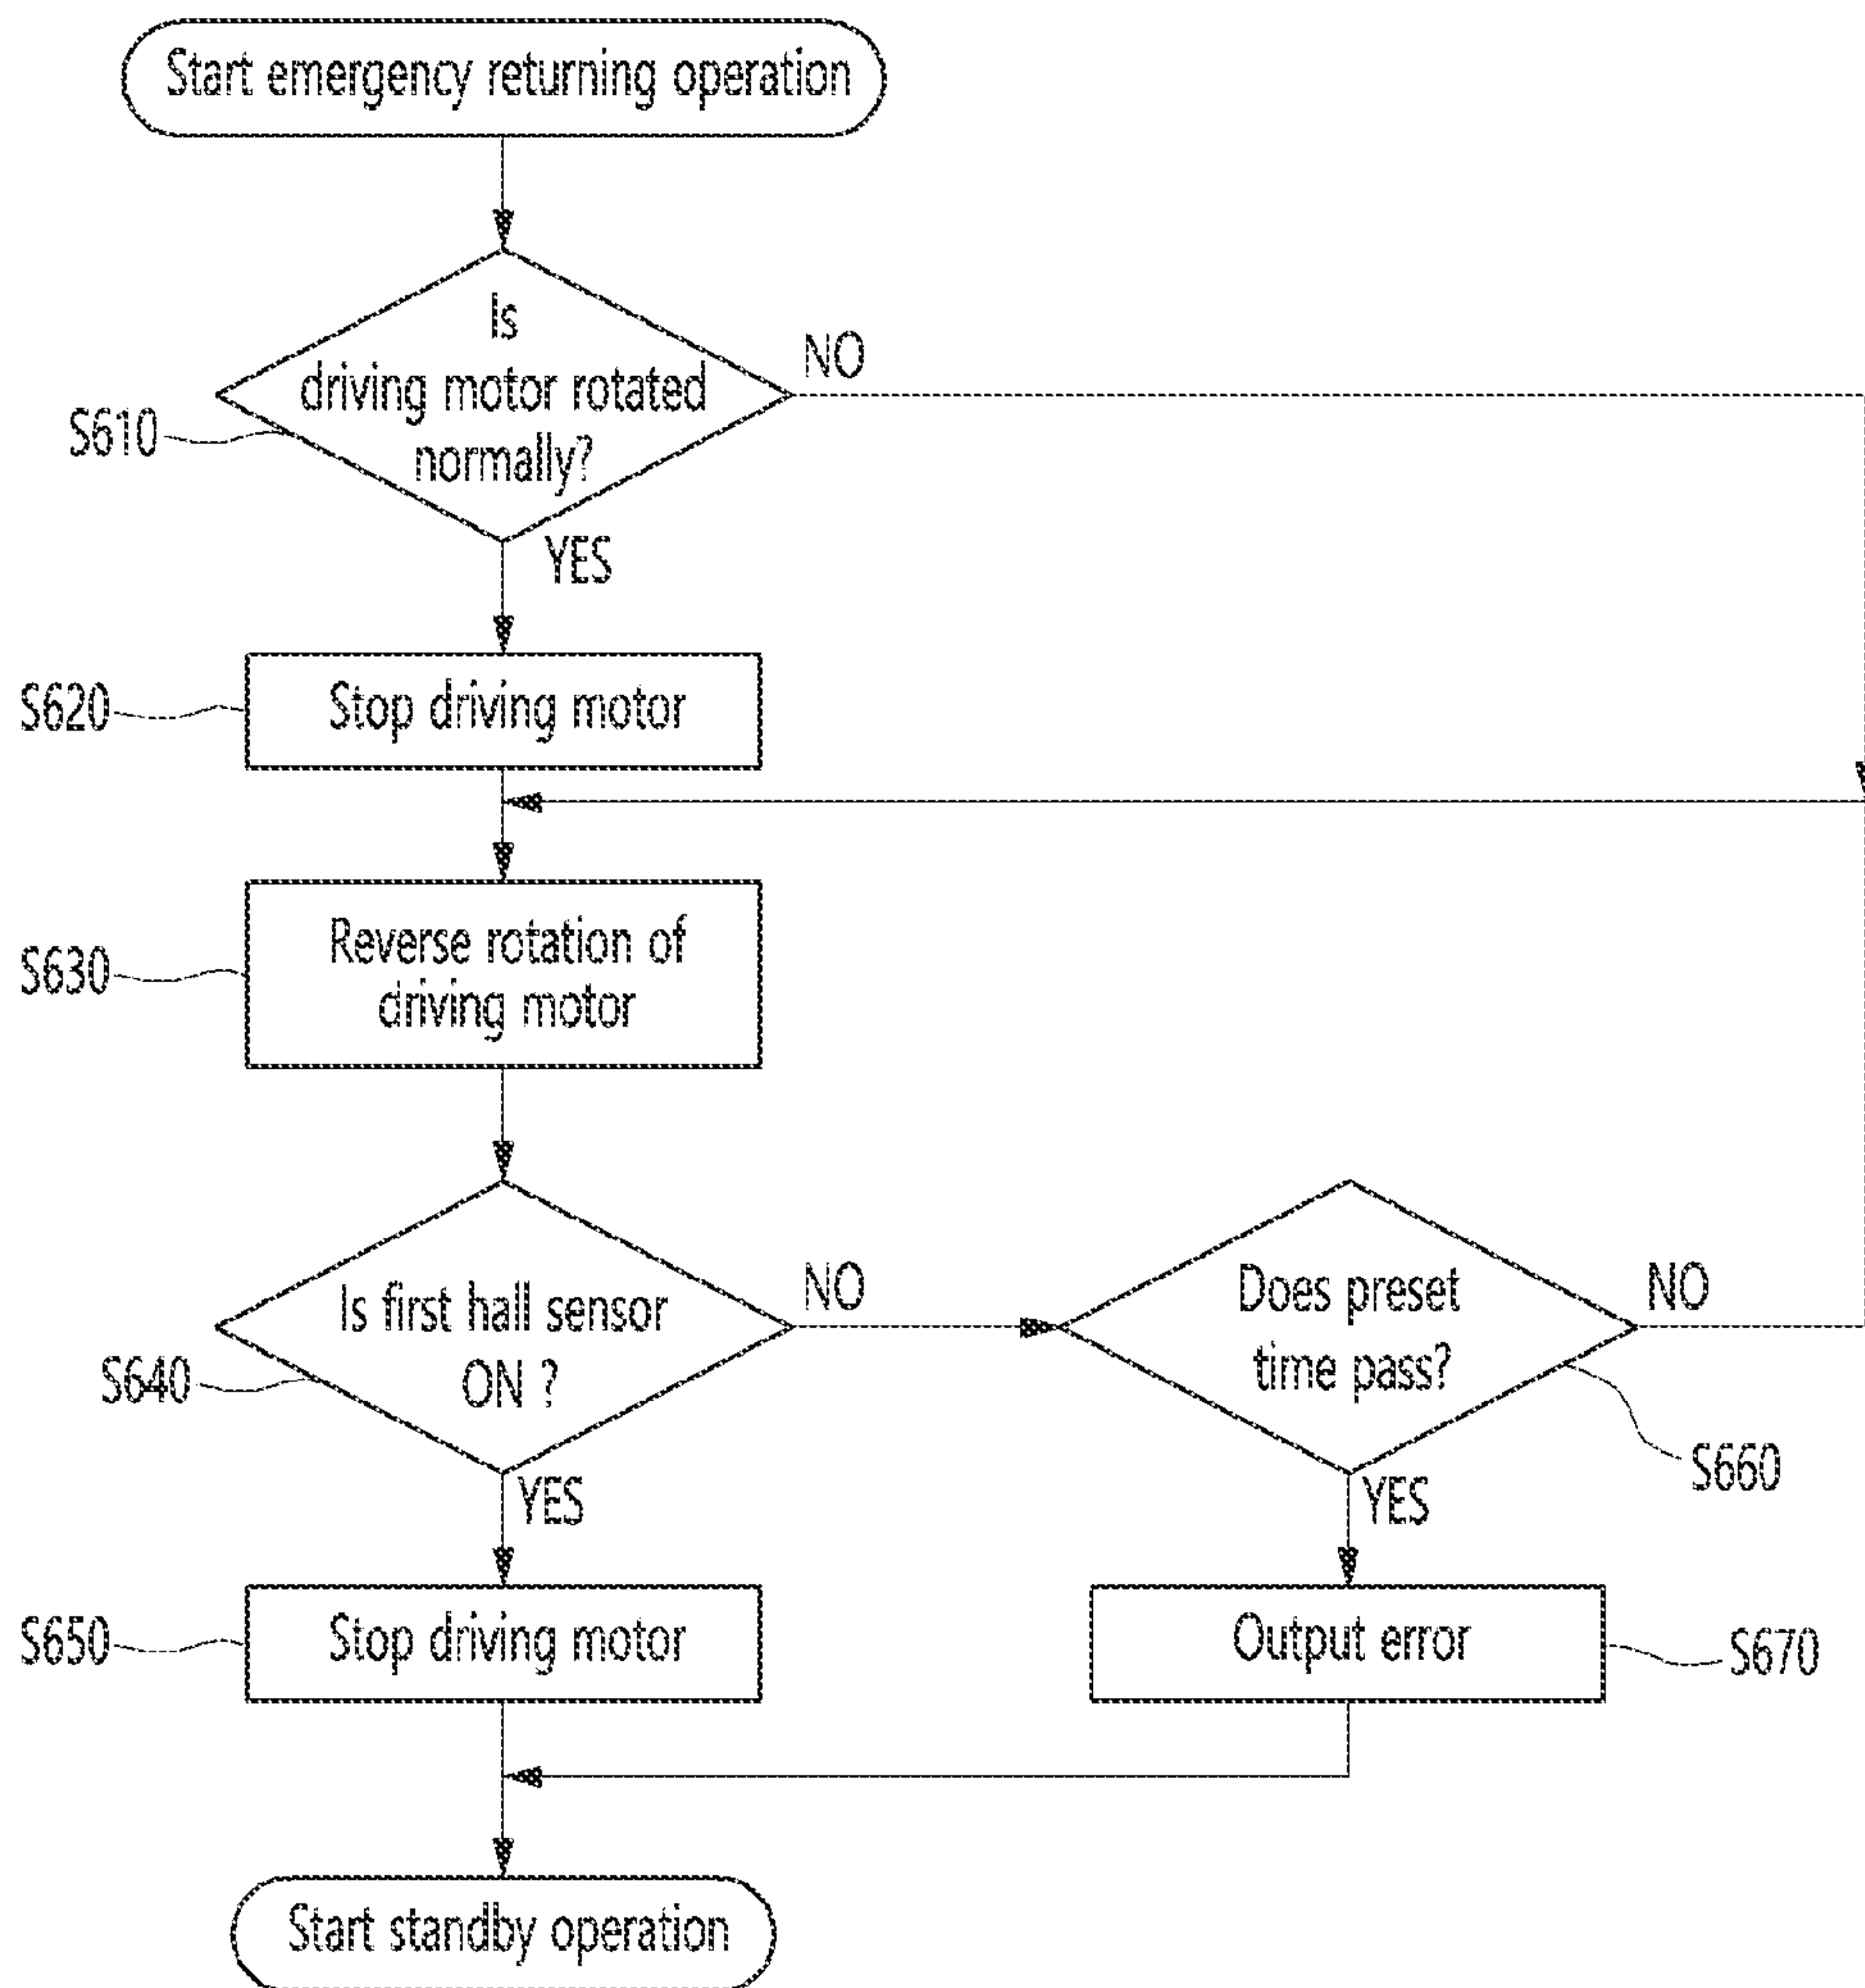 Start emergency returning operation
Is
driving motor rotated
normally?
NO
S610
YES
S620
Stop driving motor
S630
Reverse rotation of
driving motor
Is first hall sensor
ON ?
NO
S640
YES
Does preset
time pass?
NO
S660
YES
S650
Stop driving motor
Output error
S670
Start standby operation